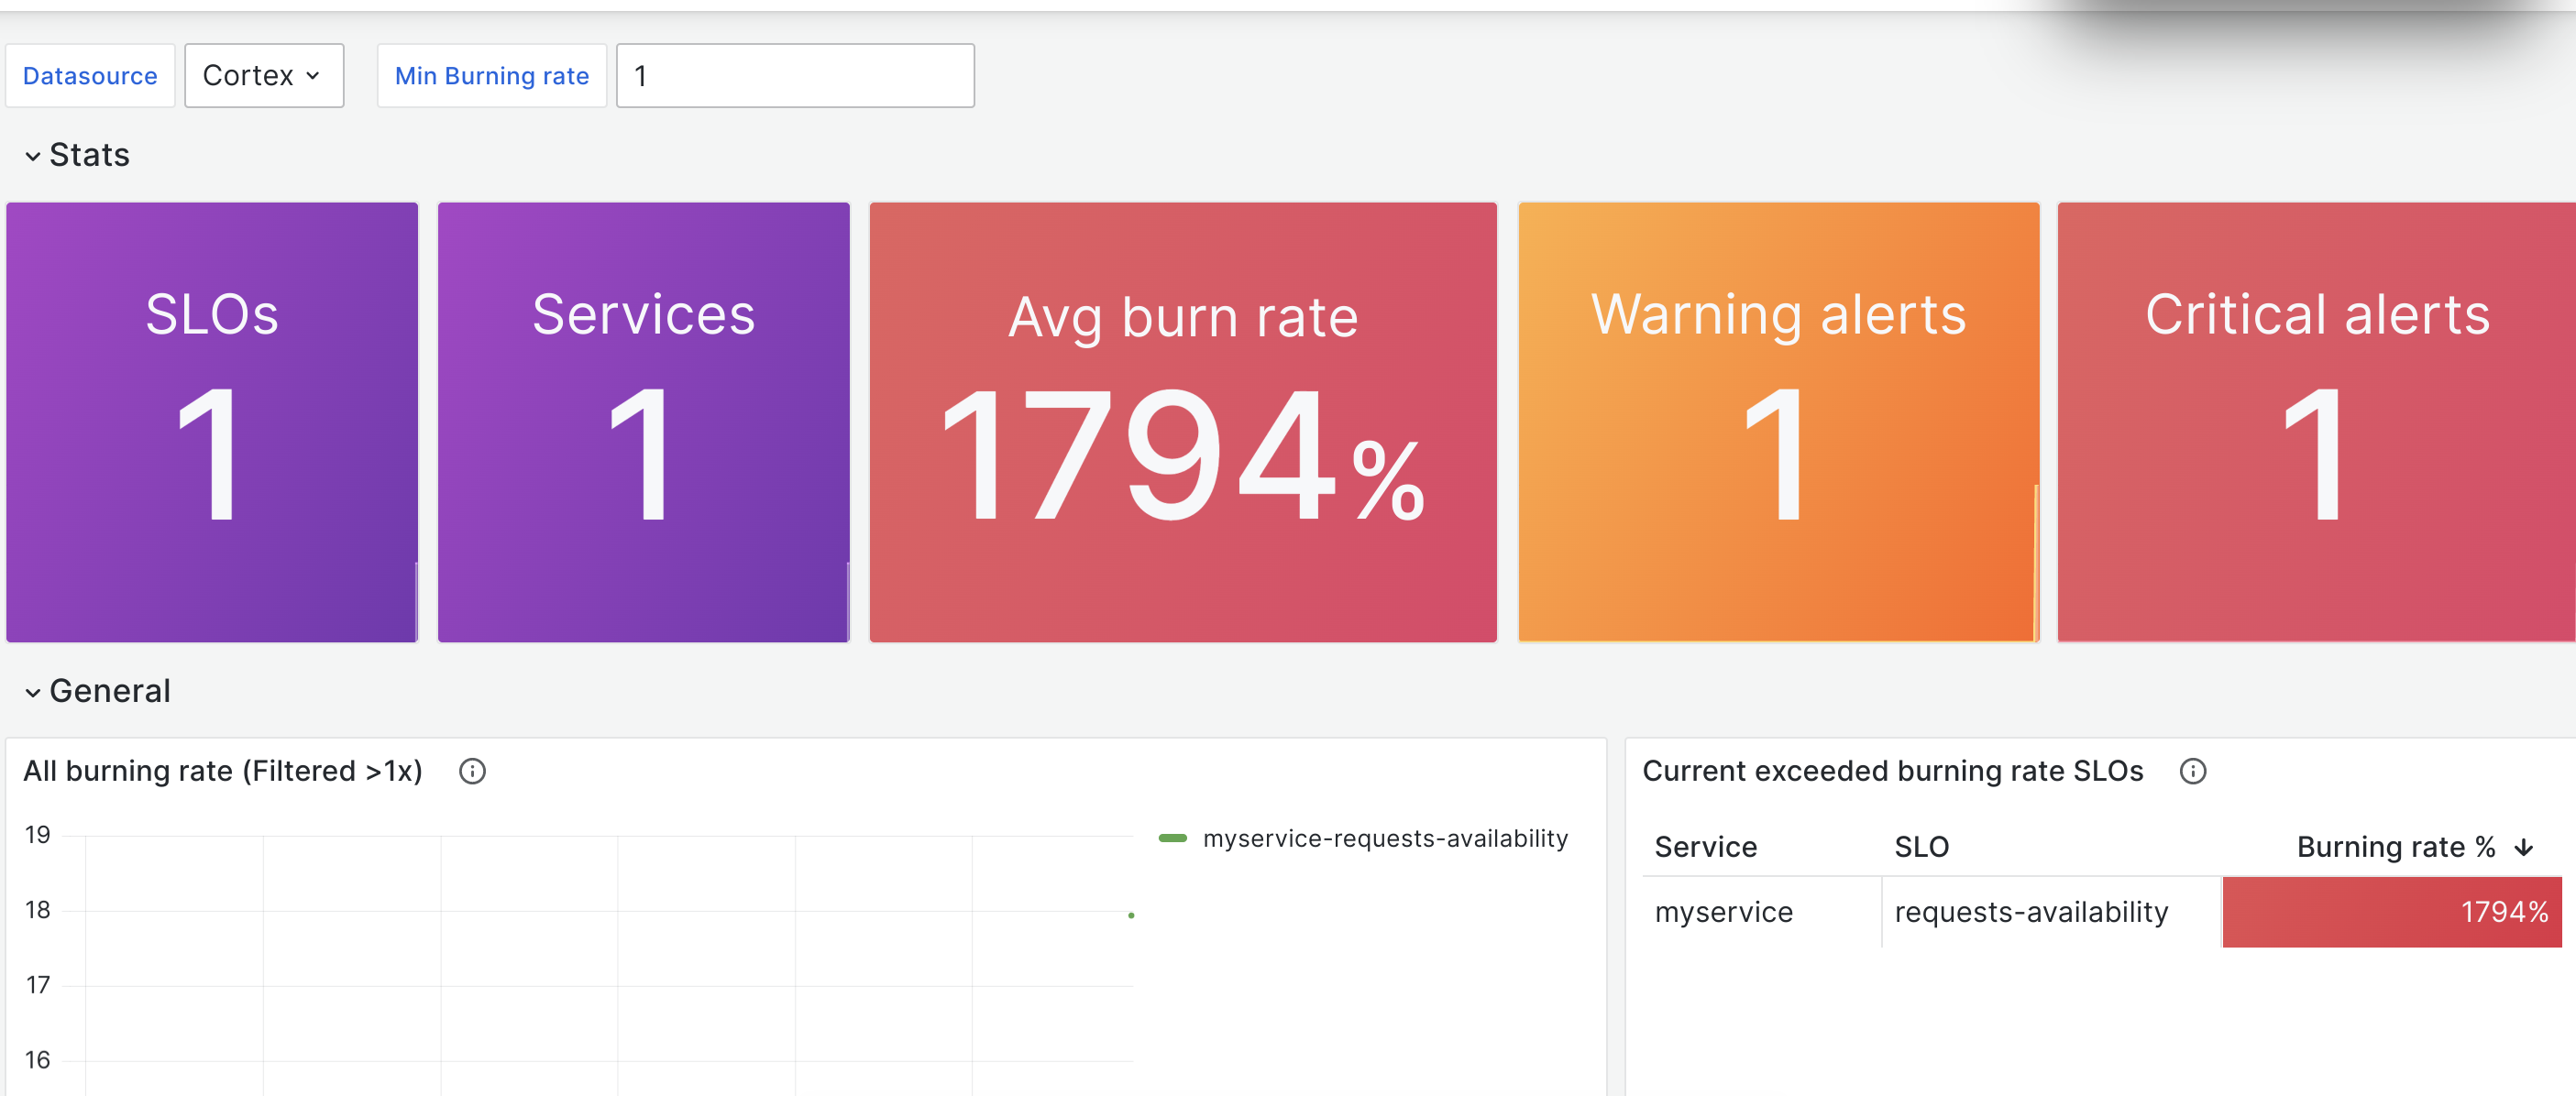 Datasource
Cortex
Min Burning rate
1
Stats
SLOs
1
Services
1
Avg burn rate
1794%
Warning alerts
1
Critical alerts
1
General
All burning rate (Filtered >1x)
19
18
17
16
myservice-requests-availability
Current exceeded burning rate SLOs
Service SLO Burning rate %
myservice requests-availability 1794%